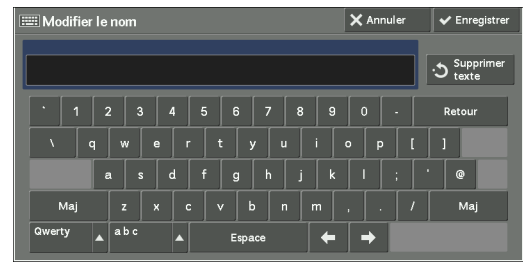 Modifier le nom Annuler Enregistrer
Supprimer
texte
` 1 2 3 4 5 6 7 8 9 0 - Retour
\ q w e r t y u i o p [ ]
a s d f g h j k l ; ' @
Maj z x c v b n m , . / Maj
Qwerty a b c Espace